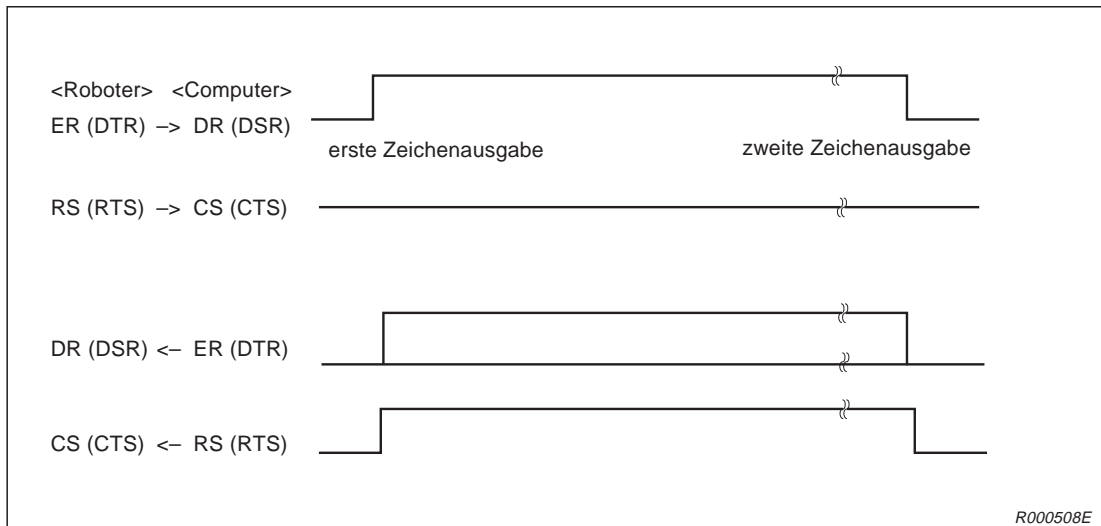 <Roboter> <Computer>
ER (DTR) –> DR (DSR)
erste Zeichenausgabe zweite Zeichenausgabe
RS (RTS) –> CS (CTS)
DR (DSR) <– ER (DTR)
CS (CTS) <– RS (RTS)
R000508E